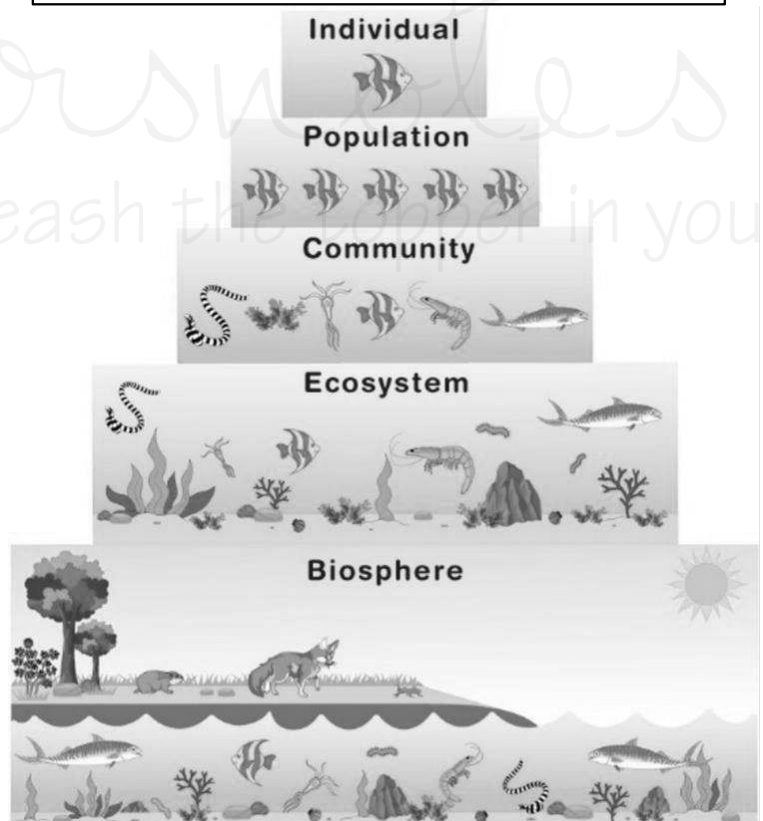 Individual
Population
Community
Ecosystem
Biosphere